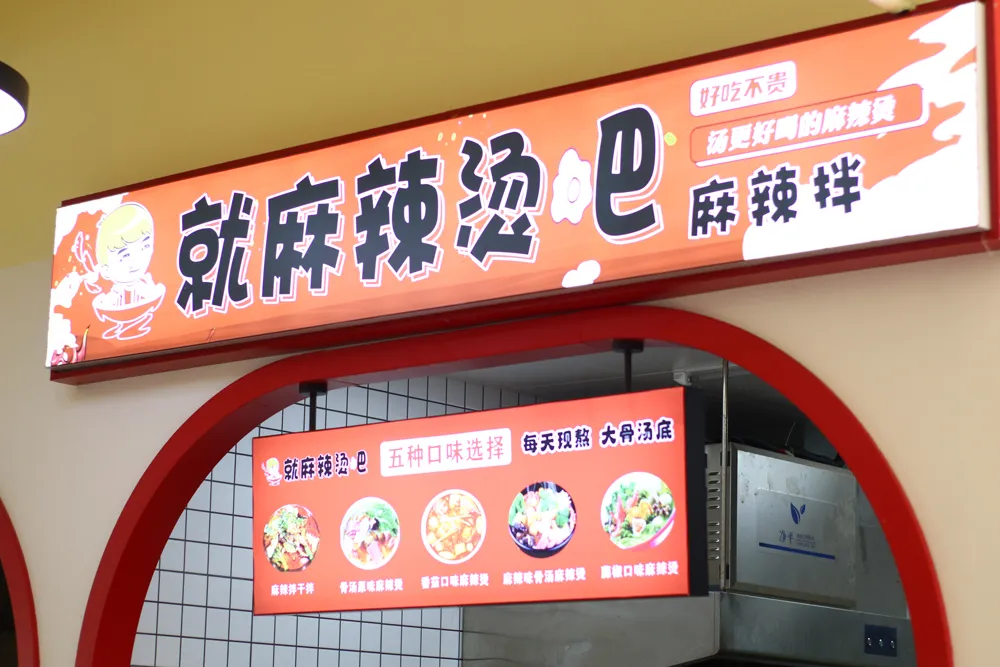 就麻辣烫吧
好吃不贵
汤更好喝的麻辣烫
麻辣拌
就麻辣烫吧
五种口味选择
每天现熬 大骨汤底
麻辣拌干拌
骨汤原味麻辣烫
番茄口味麻辣烫
麻辣味骨汤麻辣烫
口味麻辣烫
净牛